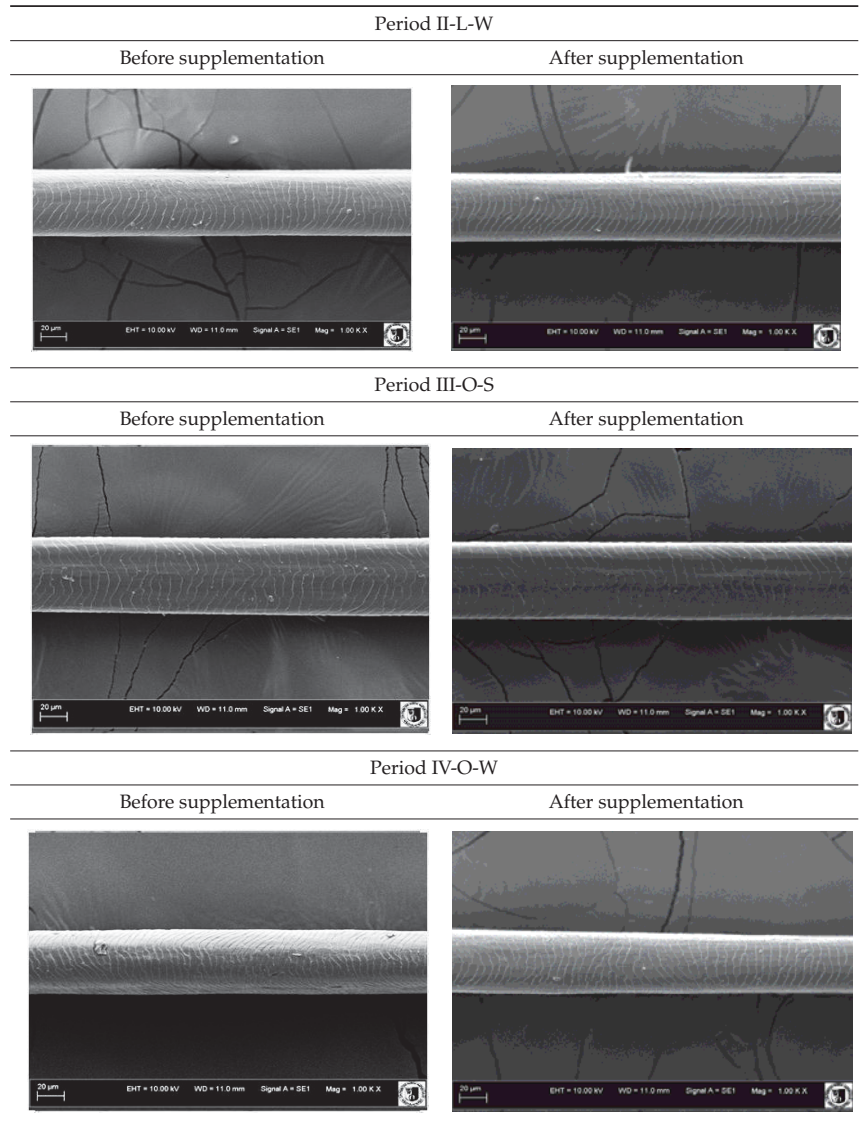 Period II-L-W
Before supplementation After supplementation
20 µm EHT = 10.00 kV WD = 11.0 mm Signal A = SE1 Mag = 1.00 K X
20 µm EHT = 10.00 kV WD = 11.0 mm Signal A = SE1 Mag = 1.00 K X
Period III-O-S
Before supplementation After supplementation
20 µm EHT = 10.00 kV WD = 11.0 mm Signal A = SE1 Mag = 1.00 K X
20 µm EHT = 10.00 kV WD = 11.0 mm Signal A = SE1 Mag = 1.00 K X
Period IV-O-W
Before supplementation After supplementation
20 µm EHT = 10.00 kV WD = 11.0 mm Signal A = SE1 Mag = 1.00 K X
20 µm EHT = 10.00 kV WD = 11.0 mm Signal A = SE1 Mag = 1.00 K X